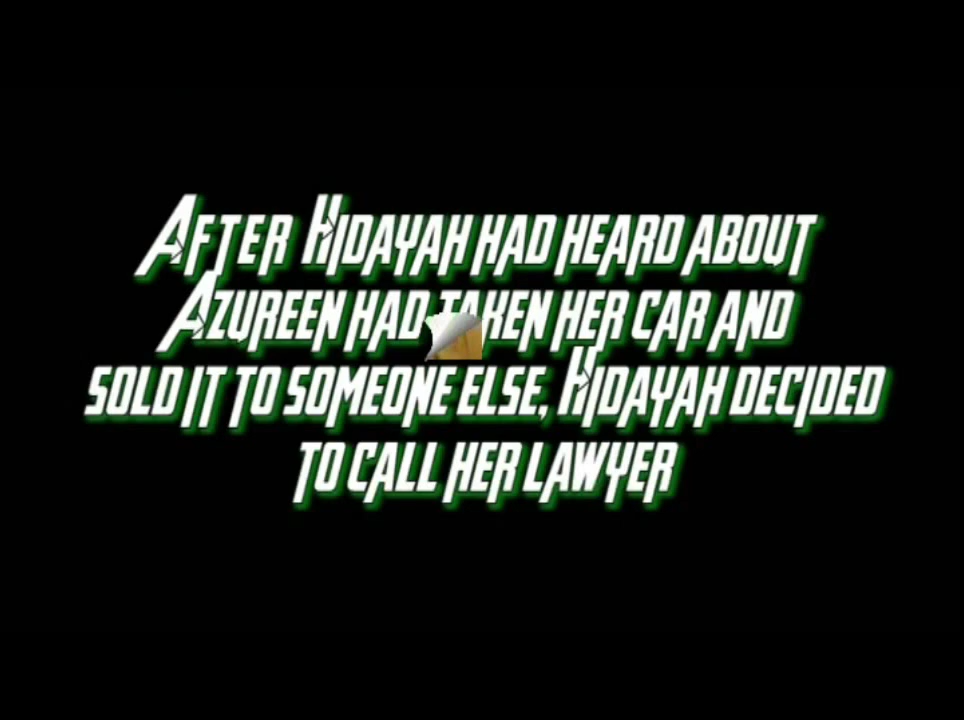 After Hidayah had heard about
Azureen had taken her car and
sold it to someone else, Hidayah decided
to call her lawyer